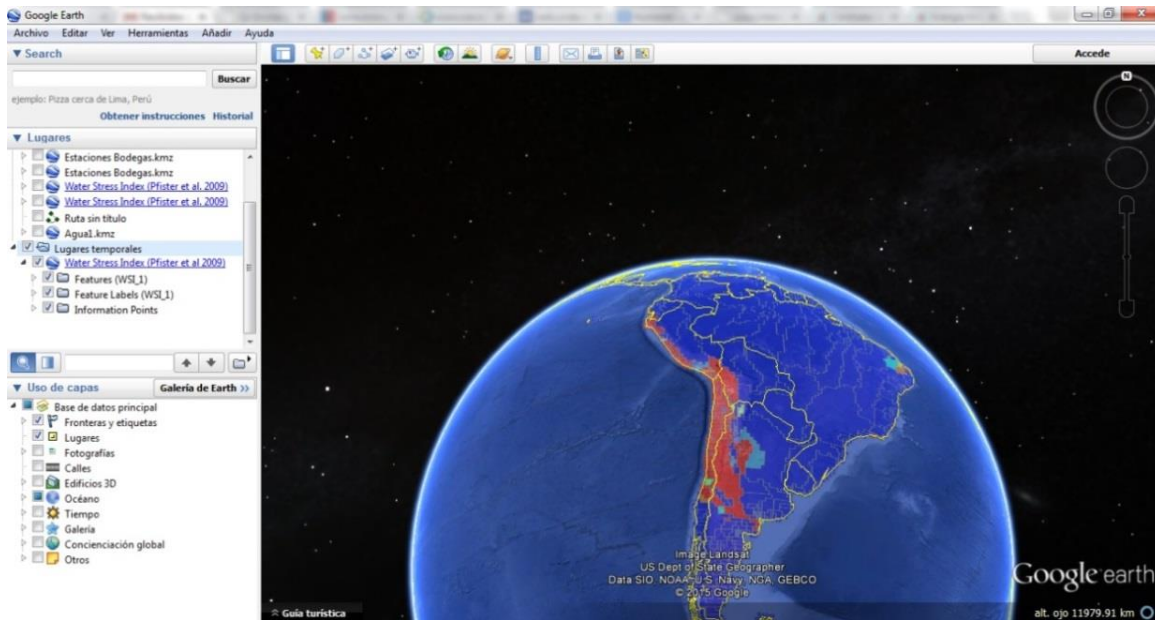 Google Earth
Archivo Editar Ver Herramientas Añadir Ayuda
▼ Search
Buscar
ejemplo: Pizza cerca de Lima, Perú
Obtener instrucciones Historial
▼ Lugares
Estaciones Bodegas.kmz
Estaciones Bodegas.kmz
Water Stress Index (Pfister et al. 2009)
Water Stress Index (Pfister et al. 2009)
Ruta sin título
Agua1.kmz
Lugares temporales
Water Stress Index (Pfister et al 2009)
Features (WSI_1)
Feature Labels (WSI_1)
Information Points
▼ Uso de capas
Galería de Earth >>
Base de datos principal
Fronteras y etiquetas
Lugares
Fotografías
Calles
Edificios 3D
Océano
Tiempo
Galería
Concienciación global
Otros
Accede
N
Image Landsat
US Dept of State Geographer
Data SIO, NOAA, U.S. Navy, NGA, GEBCO
© 2015 Google
Google earth
Guía turística
alt. ojo 11979.91 km